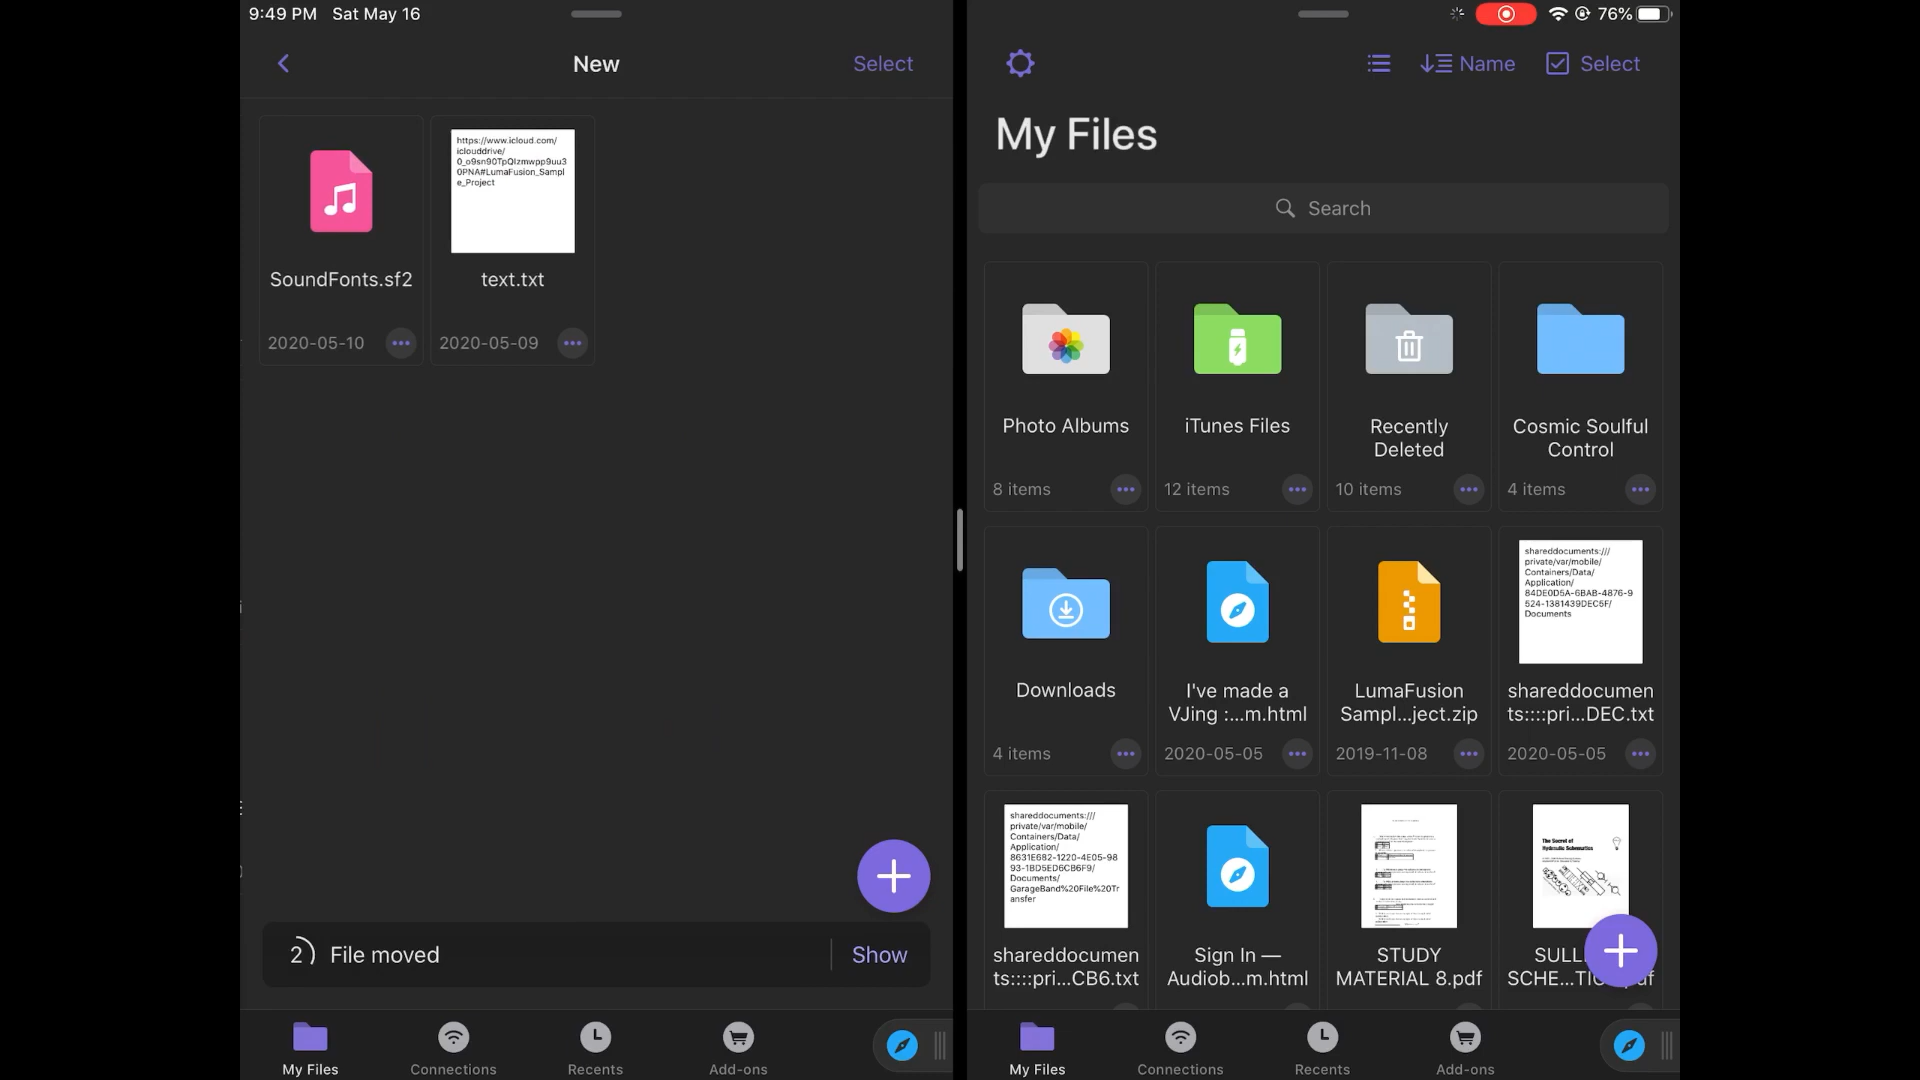 9:49 PM Sat May 16
76%
New
Select
https://www.icloud.com/
iclouddrive/
0_o9sn90TpQIzmwpp9uu3
0PNA#LumaFusion_Sampl
e_Project
SoundFonts.sf2
text.txt
2020-05-10
2020-05-09
2
File moved
Show
My Files
Connections
Recents
Add-ons
Name
Select
My Files
Search
Photo Albums
iTunes Files
Recently
Deleted
Cosmic Soulful
Control
8 items
12 items
10 items
4 items
shareddocuments:///
private/var/mobile/
Containers/Data/
Application/
84DE0D5A-6BAB-4876-9
524-1381439DEC5F/
Documents
Downloads
I've made a
VJing :...m.html
LumaFusion
Sampl...ject.zip
shareddocumen
ts::::pri...DEC.txt
4 items
2020-05-05
2019-11-08
2020-05-05
shareddocuments:///
private/var/mobile/
Containers/Data/
Application/
8631E682-1220-4E05-98
93-1BD5ED6CB6F9/
Documents/
GarageBand%20File%20Tr
ansfer
The Secret of
Hydraulic Schematics
shareddocumen
ts::::pri...CB6.txt
Sign In —
Audiob...m.html
STUDY
MATERIAL 8.pdf
SULL
SCHE...TIC
My Files
Connections
Recents
Add-ons